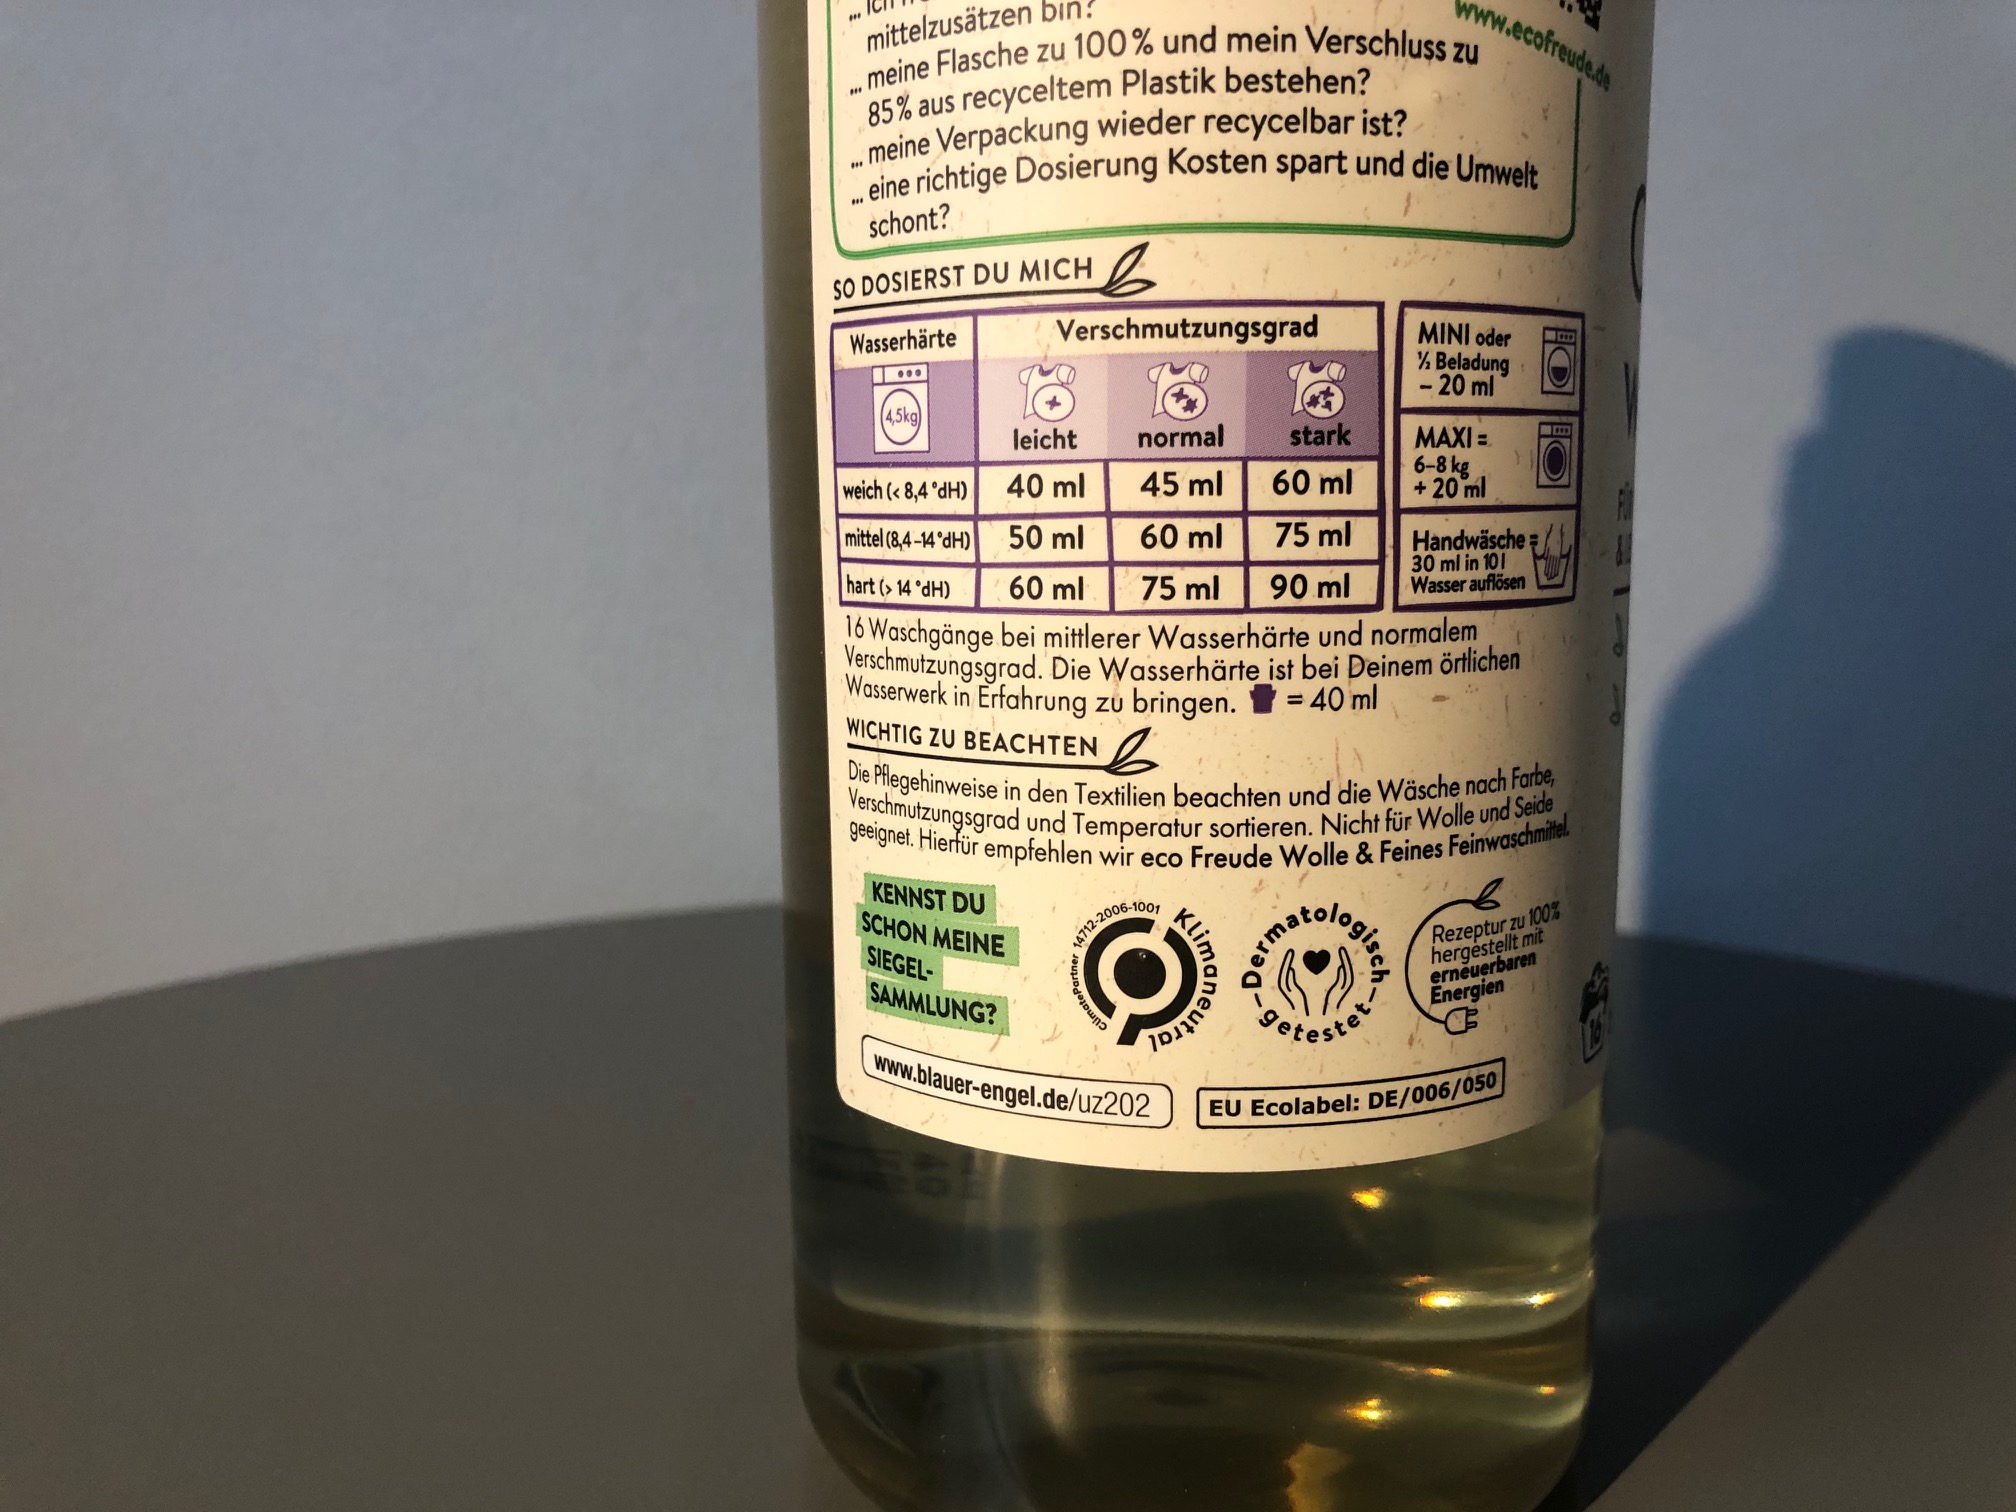 mittelzusätzen bin?
... meine Flasche zu 100% und mein Verschluss zu
85% aus recyceltem Plastik bestehen?
... meine Verpackung wieder recycelbar ist?
... eine richtige Dosierung Kosten spart und die Umwelt
schont?
www.ecofreude.de
SO DOSIERST DU MICH
Wasserhärte
Verschmutzungsgrad
4,5kg
leicht normal stark
weich (< 8,4 °dH) 40 ml 45 ml 60 ml
mittel (8,4-14 °dH) 50 ml 60 ml 75 ml
hart (> 14 °dH) 60 ml 75 ml 90 ml
MINI oder
½ Beladung
– 20 ml
MAXI =
6–8 kg
+ 20 ml
Handwäsche =
30 ml in 10 l
Wasser auflösen
16 Waschgänge bei mittlerer Wasserhärte und normalem
Verschmutzungsgrad. Die Wasserhärte ist bei Deinem örtlichen
Wasserwerk in Erfahrung zu bringen. = 40 ml
WICHTIG ZU BEACHTEN
Die Pflegehinweise in den Textilien beachten und die Wäsche nach Farbe,
Verschmutzungsgrad und Temperatur sortieren. Nicht für Wolle und Seide
geeignet. Hierfür empfehlen wir eco Freude Wolle & Feines Feinwaschmittel.
KENNST DU
SCHON MEINE
SIEGEL-
SAMMLUNG?
ClimatePartner 14712-2006-1001
Klimaneutral
Dermatologisch
– getestet –
Rezeptur zu 100%
hergestellt mit
erneuerbaren
Energien
16
www.blauer-engel.de/uz202
EU Ecolabel: DE/006/050